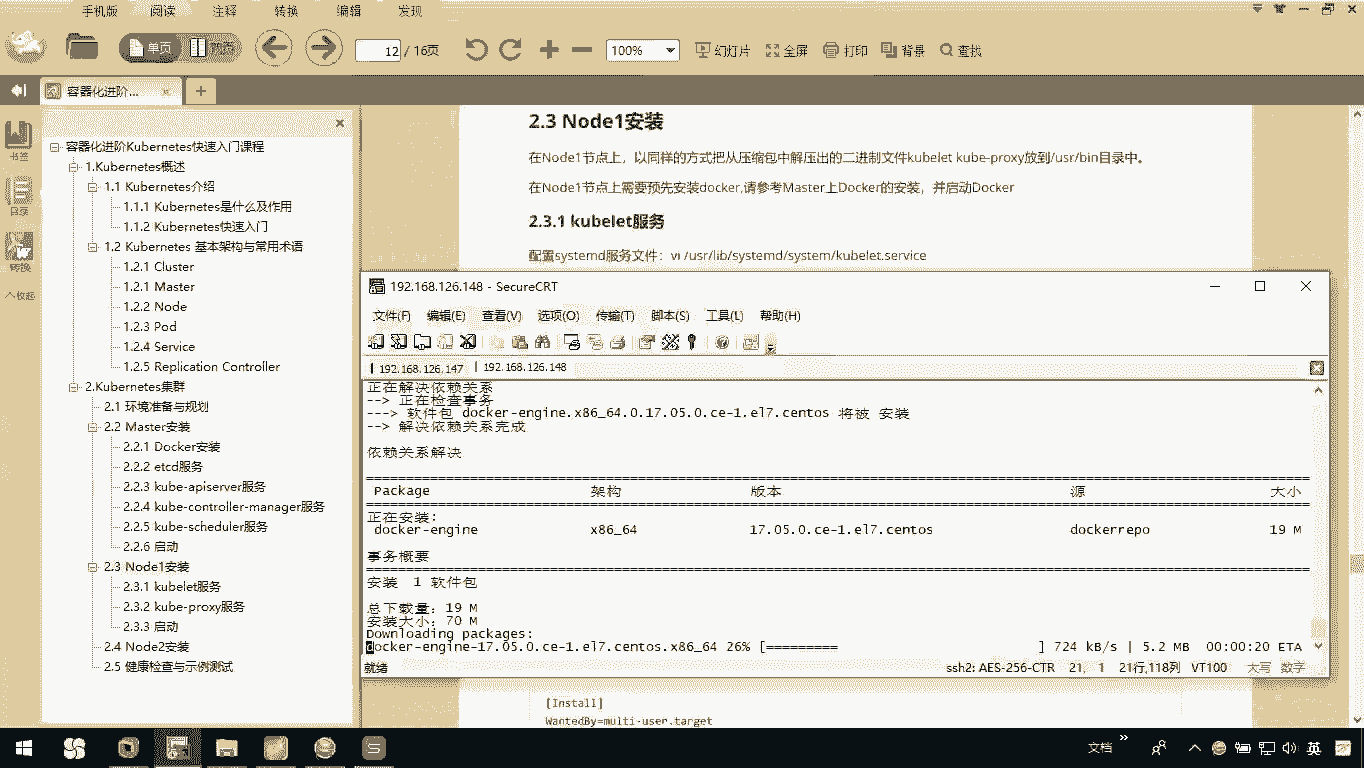 手机版 阅读 注释 转换 编辑 发现
单页 双页 12 / 16页 100% 幻灯片 全屏 打印 背景 查找
容器化进阶...
书签
目录
转换
收起
容器化进阶Kubernetes快速入门课程
1.Kubernetes概述
1.1 Kubernetes介绍
1.1.1 Kubernetes是什么及作用
1.1.2 Kubernetes快速入门
1.2 Kubernetes 基本架构与常用术语
1.2.1 Cluster
1.2.1 Master
1.2.2 Node
1.2.3 Pod
1.2.4 Service
1.2.5 Replication Controller
2.Kubernetes集群
2.1 环境准备与规划
2.2 Master安装
2.2.1 Docker安装
2.2.2 etcd服务
2.2.3 kube-apiserver服务
2.2.4 kube-controller-manager服务
2.2.5 kube-scheduler服务
2.2.6 启动
2.3 Node1安装
2.3.1 kubelet服务
2.3.2 kube-proxy服务
2.3.3 启动
2.4 Node2安装
2.5 健康检查与示例测试
2.3 Node1安装
在Node1节点上，以同样的方式把从压缩包中解压出的二进制文件kubelet kube-proxy放到/usr/bin目录中。
在Node1节点上需要预先安装docker,请参考Master上Docker的安装，并启动Docker
2.3.1 kubelet服务
配置systemd服务文件：vi /usr/lib/systemd/system/kubelet.service
192.168.126.148 - SecureCRT
文件(F) 编辑(E) 查看(V) 选项(O) 传输(T) 脚本(S) 工具(L) 帮助(H)
192.168.126.147 192.168.126.148
正在解决依赖关系
--> 正在检查事务
---> 软件包 docker-engine.x86_64.0.17.05.0.ce-1.el7.centos 将被 安装
--> 解决依赖关系完成
依赖关系解决
================================================================================
Package 架构 版本 源 大小
================================================================================
正在安装:
docker-engine x86_64 17.05.0.ce-1.el7.centos dockerrepo 19 M
事务概要
================================================================================
安装 1 软件包
总下载量：19 M
安装大小：70 M
Downloading packages:
docker-engine-17.05.0.ce-1.el7.centos.x86_64 26% [========= ] 724 kB/s | 5.2 MB 00:00:20 ETA
就绪 ssh2: AES-256-CTR 21, 1 21行,118列 VT100 大写 数字
[Install]
WantedBy=multi-user.target
文档 英